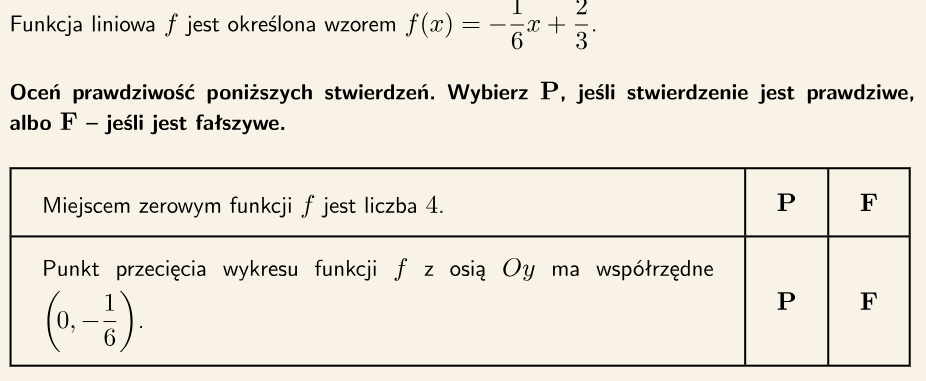 Funkcja liniowa f jest określona wzorem f(x) = −1/6x + 2/3.
Oceń prawdziwość poniższych stwierdzeń. Wybierz P, jeśli stwierdzenie jest prawdziwe,
albo F – jeśli jest fałszywe.
Miejscem zerowym funkcji f jest liczba 4. P F
Punkt przecięcia wykresu funkcji f z osią Oy ma współrzędne
(0, −1/6). P F